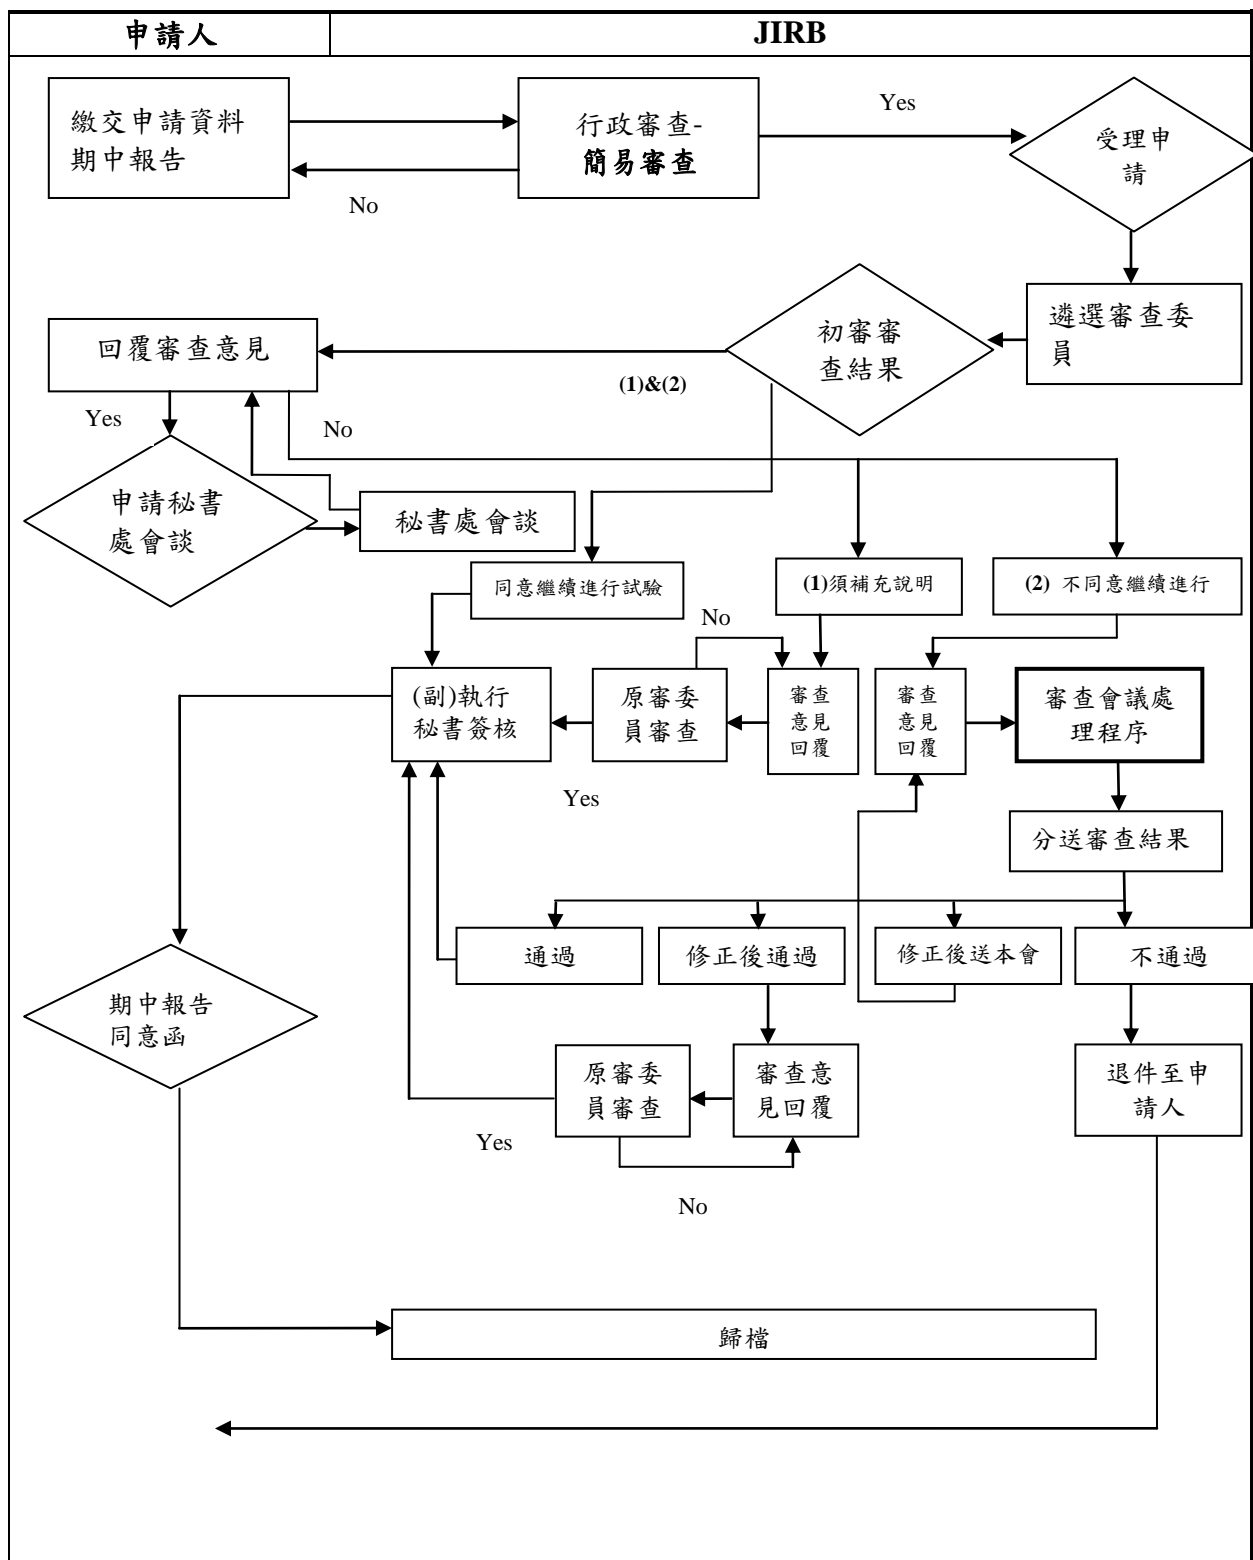 申請人
JIRB
繳交申請資料
期中報告
行政審查-
簡易審查
Yes
受理申
請
No
遴選審查委
員
初審審
查結果
回覆審查意見
(1)&(2)
Yes
No
申請秘書
處會談
秘書處會談
同意繼續進行試驗
(1)須補充說明
(2) 不同意繼續進行
No
(副)執行
秘書簽核
原審委
員審查
審查
意見
回覆
審查
意見
回覆
審查會議處
理程序
Yes
分送審查結果
通過
修正後通過
修正後送本會
不通過
期中報告
同意函
原審委
員審查
審查意
見回覆
退件至申
請人
Yes
No
歸檔